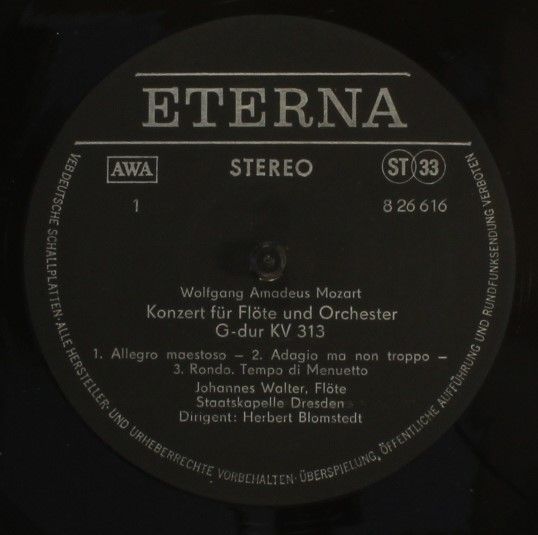 ETERNA
AWA
STEREO
ST 33
1
8 26 616
Wolfgang Amadeus Mozart
Konzert für Flöte und Orchester
G-dur KV 313
1. Allegro maestoso – 2. Adagio ma non troppo –
3. Rondo. Tempo di Menuetto
Johannes Walter, Flöte
Staatskapelle Dresden
Dirigent: Herbert Blomstedt
VEB DEUTSCHE SCHALLPLATTEN · ALLE HERSTELLER- UND URHEBERRECHTE VORBEHALTEN · ÜBERSPIELUNG, ÖFFENTLICHE AUFFÜHRUNG UND RUNDFUNKSENDUNG VERBOTEN